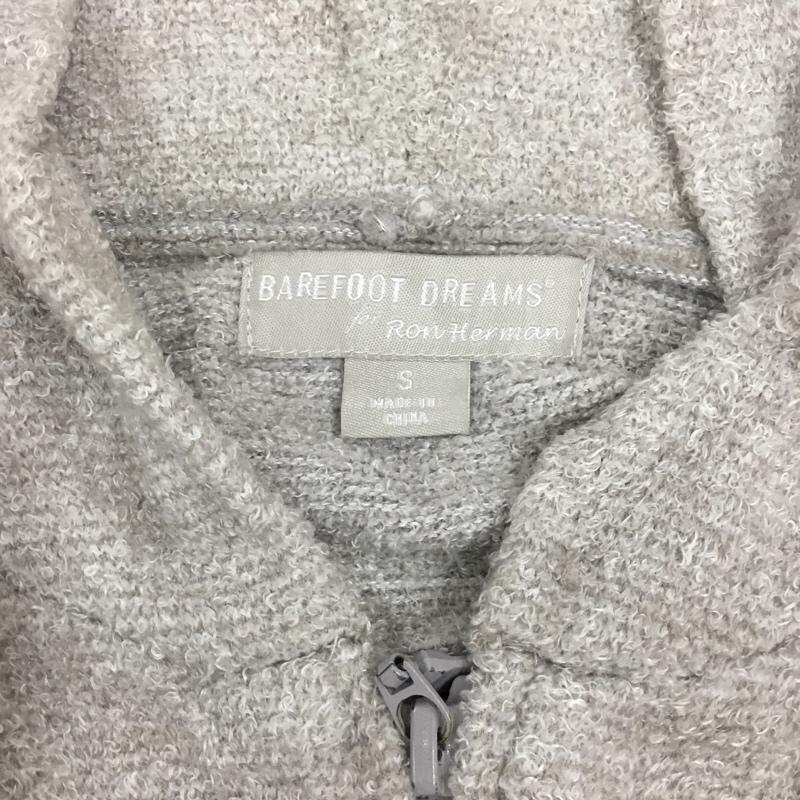 BAREFOOT DREAMS®
for Ron Herman
S
MADE IN
CHINA